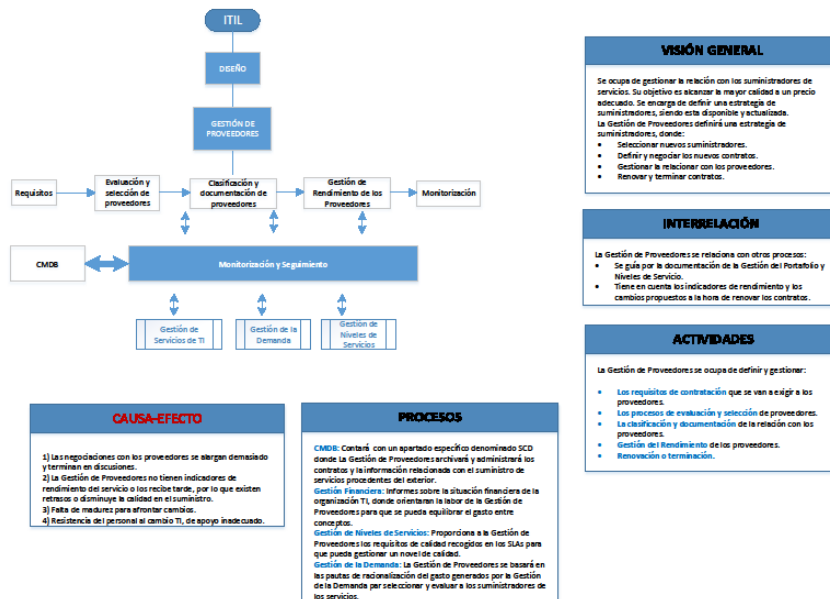 ITIL
DISEÑO
GESTIÓN DE
PROVEEDORES
Requisitos
Evaluación y
selección de
proveedores
Clasificación y
documentación de
proveedores
Gestión de
Rendimiento de los
Proveedores
Monitorización
CMDB
Monitorización y Seguimiento
Gestión de
Servicios de TI
Gestión de la
Demanda
Gestión de
Niveles de
Servicios
VISIÓN GENERAL
Se ocupa de gestionar la relación con los suministradores de
servicios. Su objetivo es alcanzar la mayor calidad a un precio
adecuado. Se encarga de definir una estrategia de
suministradores, siendo esta disponible y actualizada.
La Gestión de Proveedores definirá una estrategia de
suministradores, donde:
• Seleccionar nuevos suministradores.
• Definir y negociar los nuevos contratos.
• Gestionar la relacionar con los proveedores.
• Renovar y terminar contratos.
INTERRELACIÓN
La Gestión de Proveedores se relaciona con otros procesos:
• Se guía por la documentación de la Gestión del Portafolio y
Niveles de Servicio.
• Tiene en cuenta los indicadores de rendimiento y los
cambios propuestos a la hora de renovar los contratos.
ACTIVIDADES
La Gestión de Proveedores se ocupa de definir y gestionar:
• Los requisitos de contratación que se van a exigir a los
proveedores.
• Los procesos de evaluación y selección de proveedores.
• La clasificación y documentación de la relación con los
proveedores.
• Gestión del Rendimiento de los proveedores.
• Renovación o terminación.
CAUSA-EFECTO
1) Las negociaciones con los proveedores se alargan demasiado
y terminan en discusiones.
2) La Gestión de Proveedores no tienen indicadores de
rendimiento del servicio o los recibe tarde, por lo que existen
retrasos o disminuye la calidad en el suministro.
3) Falta de madurez para afrontar cambios.
4) Resistencia del personal al cambio TI, de apoyo inadecuado.
PROCESOS
CMDB: Contará con un apartado específico denominado SCD
donde La Gestión de Proveedores archivará y administrará los
contratos y la información relacionada con el suministro de
servicios procedentes del exterior.
Gestión Financiera: Informes sobre la situación financiera de la
organización TI, donde orientaran la labor de la Gestión de
Proveedores para que se pueda equilibrar el gasto entre
conceptos.
Gestión de Niveles de Servicios: Proporciona a la Gestión de
Proveedores los requisitos de calidad recogidos en los SLAs para
que pueda gestionar un novel de calidad.
Gestión de la Demanda: La Gestión de Proveedores se basará en
las pautas de racionalización del gasto generados por la Gestión
de la Demanda par seleccionar y evaluar a los suministradores de
los servicios.